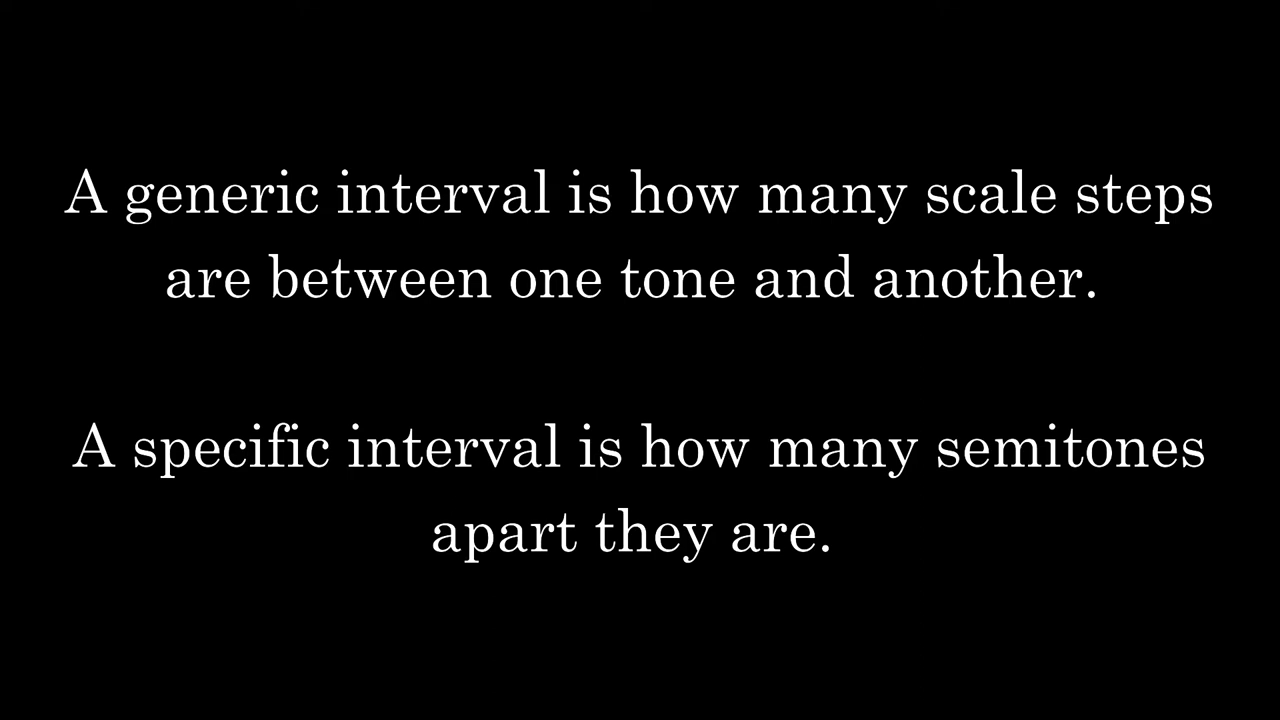 A generic interval is how many scale steps
are between one tone and another.
A specific interval is how many semitones
apart they are.